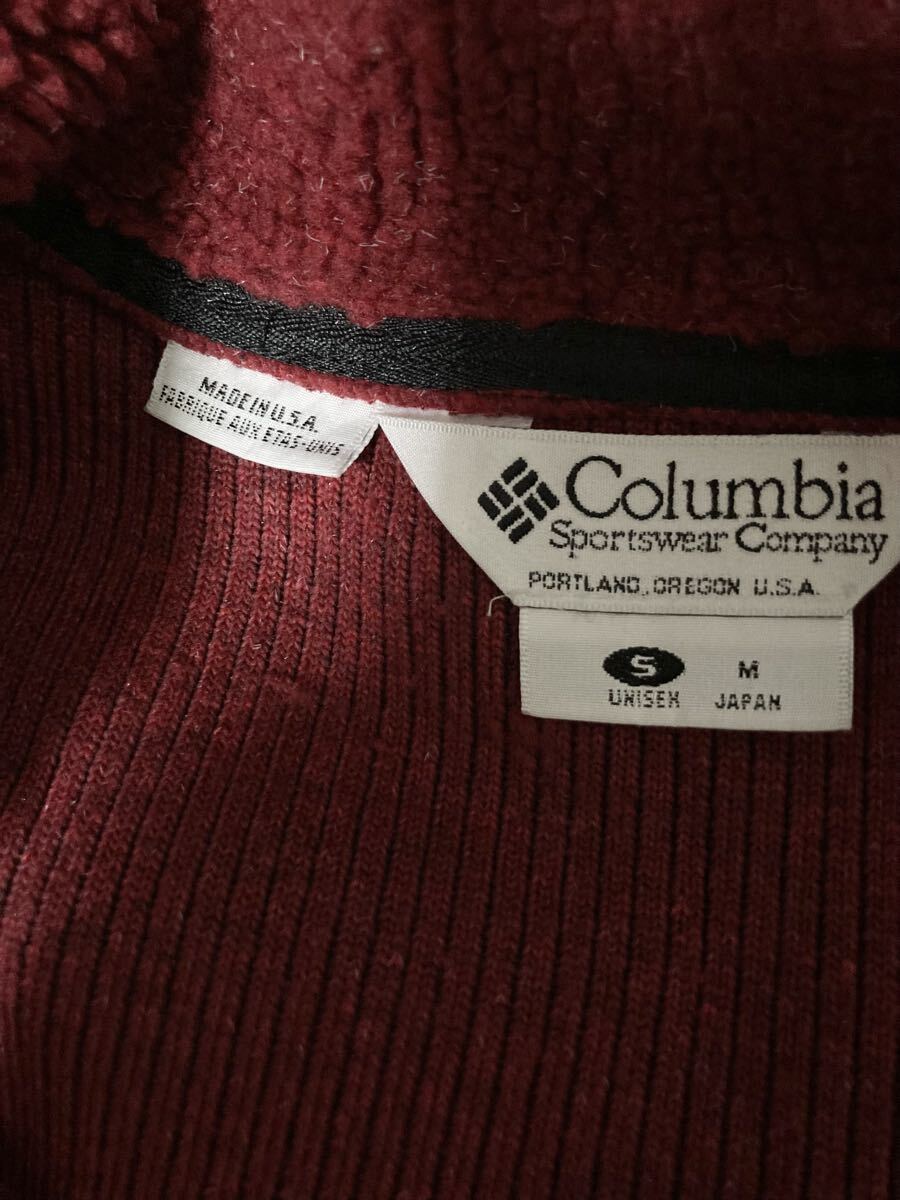 MADE IN U.S.A.
FABRIQUE AUX ETAS-UNIS
Columbia
Sportswear Company
PORTLAND, OREGON U.S.A.
S M
UNISEX JAPAN